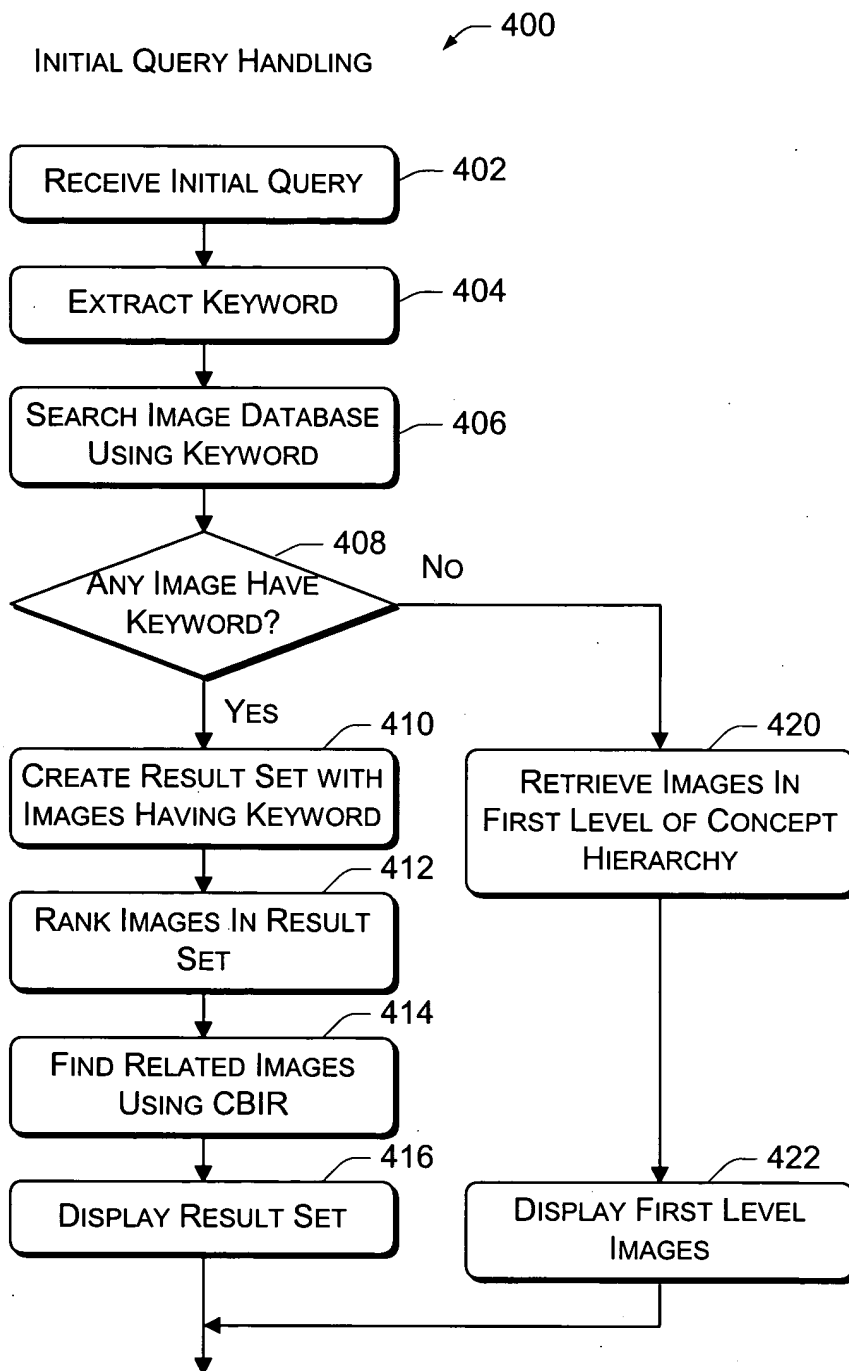 400
INITIAL QUERY HANDLING
RECEIVE INITIAL QUERY
402
EXTRACT KEYWORD
404
SEARCH IMAGE DATABASE
USING KEYWORD
406
408
ANY IMAGE HAVE
KEYWORD?
NO
YES
410
CREATE RESULT SET WITH
IMAGES HAVING KEYWORD
412
RANK IMAGES IN RESULT
SET
414
FIND RELATED IMAGES
USING CBIR
416
DISPLAY RESULT SET
420
RETRIEVE IMAGES IN
FIRST LEVEL OF CONCEPT
HIERARCHY
422
DISPLAY FIRST LEVEL
IMAGES